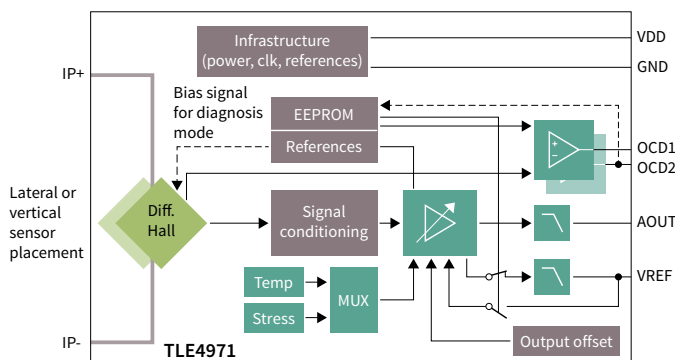 Infrastructure
(power, clk, references)
VDD
GND
IP+
Bias signal
for diagnosis
mode
EEPROM
References
+
−
OCD1
OCD2
Lateral or
vertical
sensor
placement
Diff.
Hall
Signal
conditioning
AOUT
Temp
Stress
MUX
VREF
Output offset
IP-
TLE4971